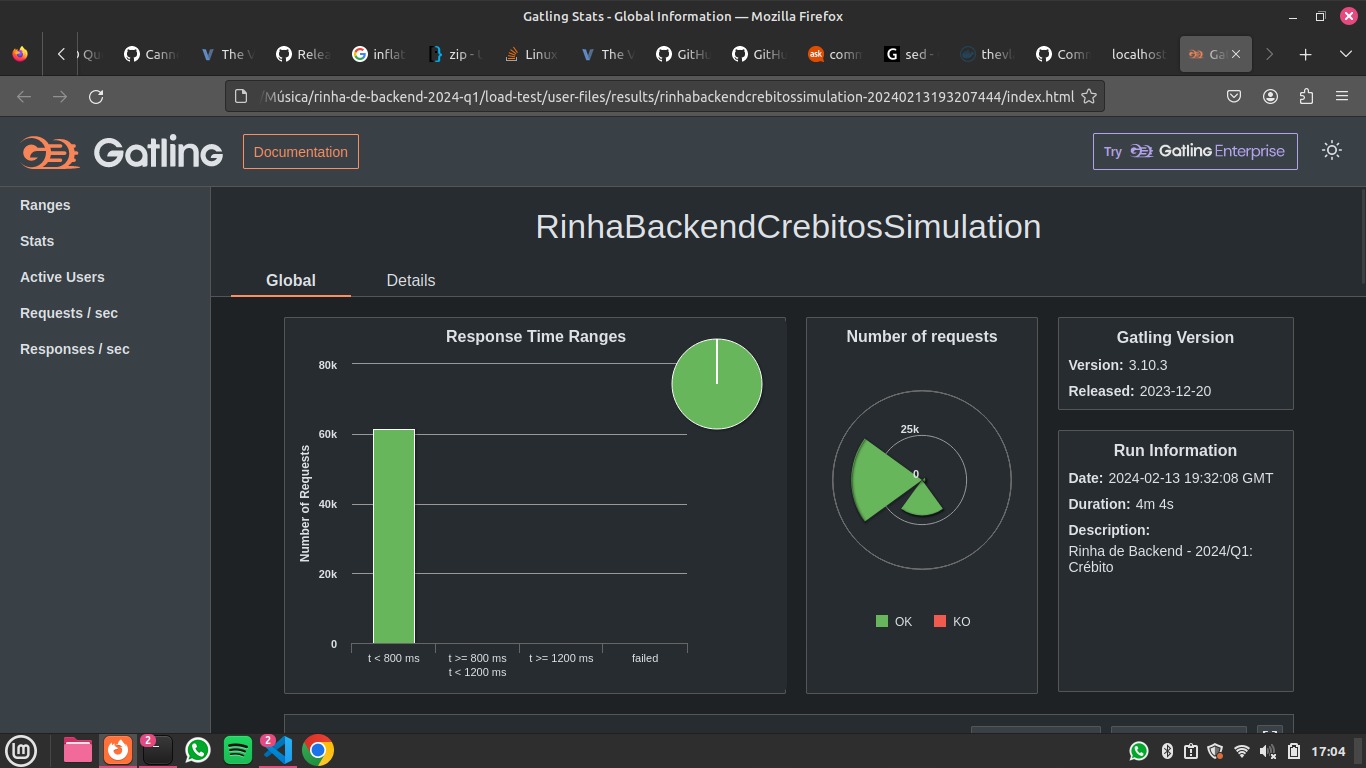 Gatling Stats - Global Information — Mozilla Firefox
Qu Cann The V Relea inflat zip - Linux The V GitHu GitHu comm sed - thevl Comm localhost Ga
/Música/rinha-de-backend-2024-q1/load-test/user-files/results/rinhabackendcrebitossimulation-20240213193207444/index.html
Gatling Documentation Try Gatling Enterprise
Ranges
Stats
Active Users
Requests / sec
Responses / sec
RinhaBackendCrebitosSimulation
Global Details
Response Time Ranges
80k
60k
40k
20k
0
Number of Requests
t < 800 ms
t >= 800 ms
t < 1200 ms
t >= 1200 ms
failed
Number of requests
25k
0
OK KO
Gatling Version
Version: 3.10.3
Released: 2023-12-20
Run Information
Date: 2024-02-13 19:32:08 GMT
Duration: 4m 4s
Description:
Rinha de Backend - 2024/Q1:
Crébito
2
2
17:04